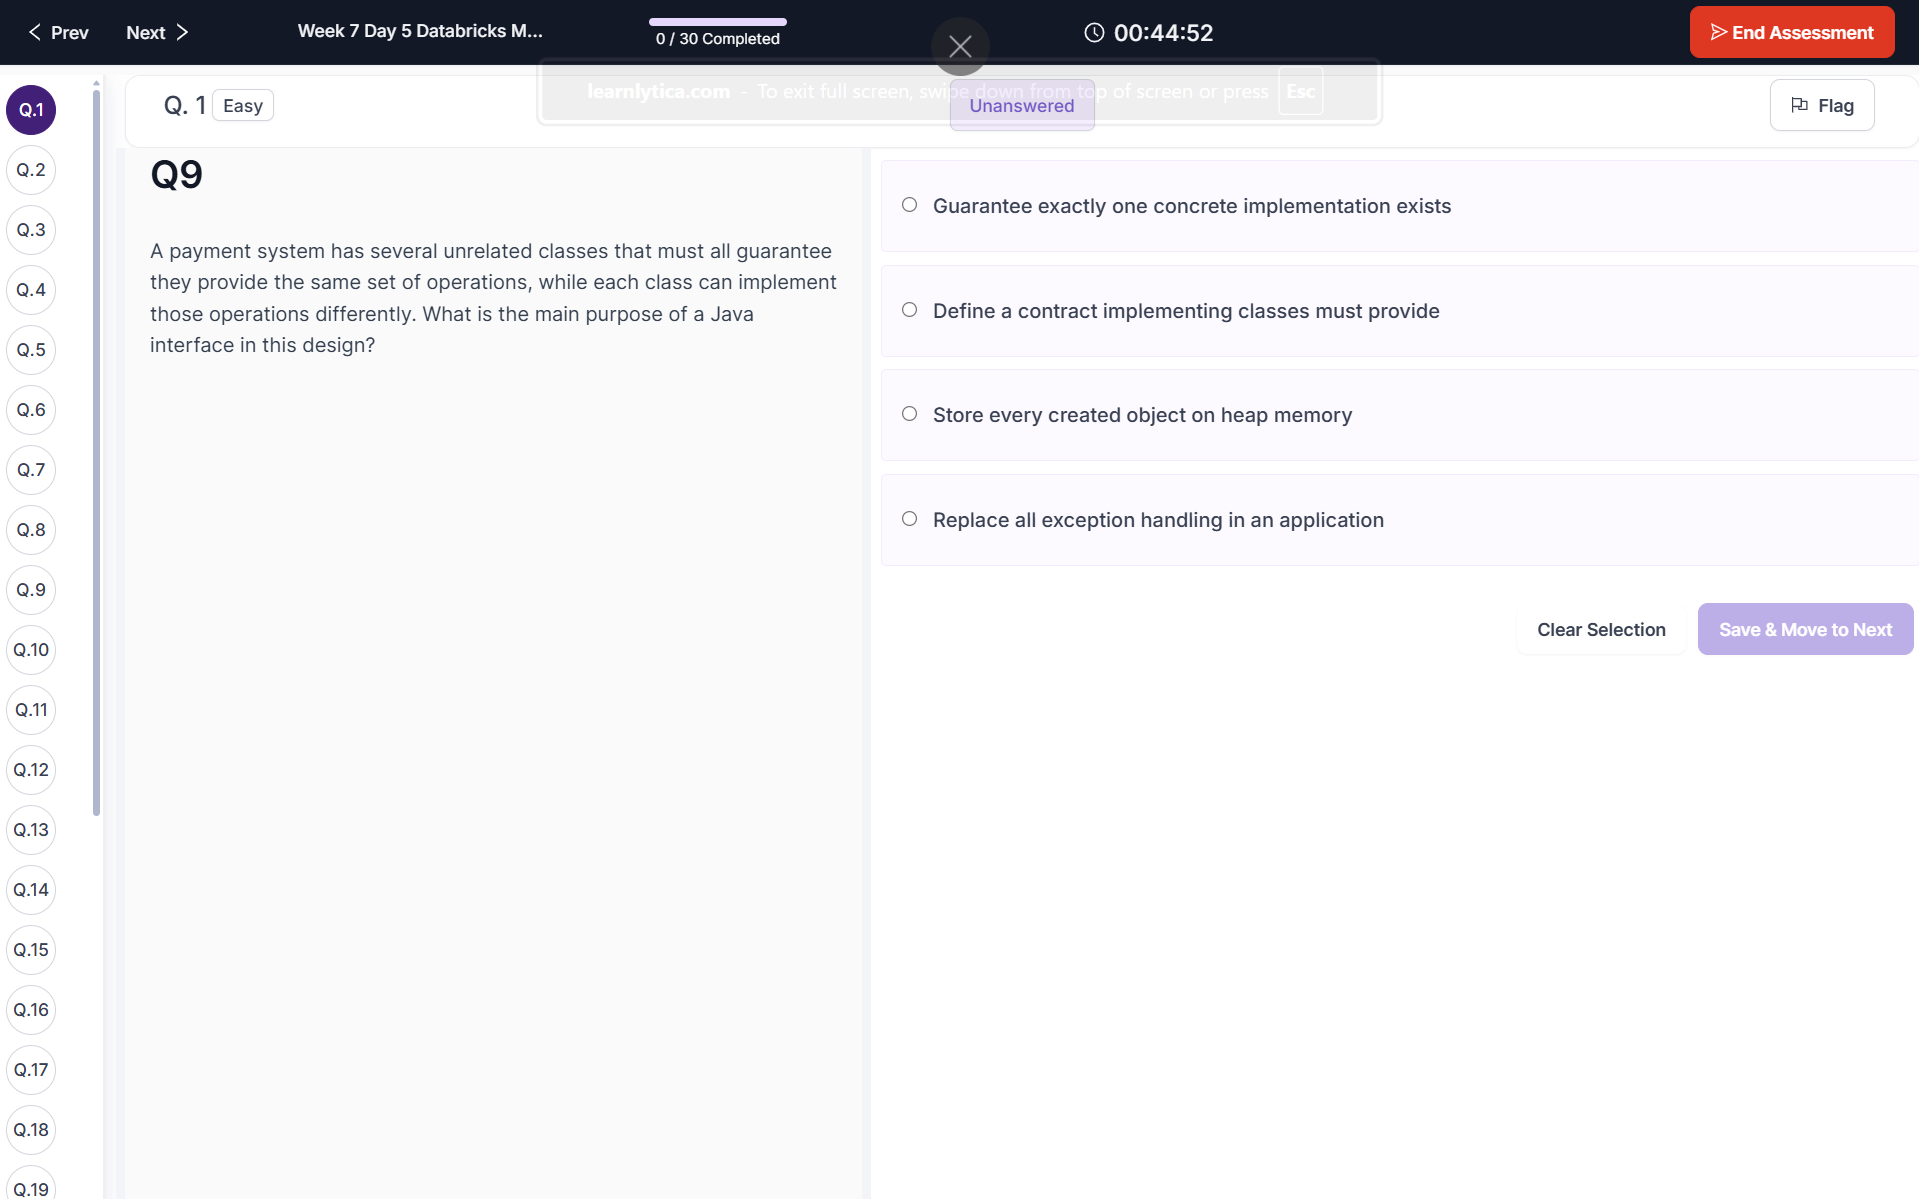 Prev
Next
Week 7 Day 5 Databricks M...
0 / 30 Completed
00:44:52
End Assessment
learnlytica.com - To exit full screen, swipe down from top of screen or press Esc
Q. 1 Easy
Unanswered
Flag
Q.1
Q.2
Q.3
Q.4
Q.5
Q.6
Q.7
Q.8
Q.9
Q.10
Q.11
Q.12
Q.13
Q.14
Q.15
Q.16
Q.17
Q.18
Q.19
Q9
A payment system has several unrelated classes that must all guarantee
they provide the same set of operations, while each class can implement
those operations differently. What is the main purpose of a Java
interface in this design?
Guarantee exactly one concrete implementation exists
Define a contract implementing classes must provide
Store every created object on heap memory
Replace all exception handling in an application
Clear Selection
Save & Move to Next